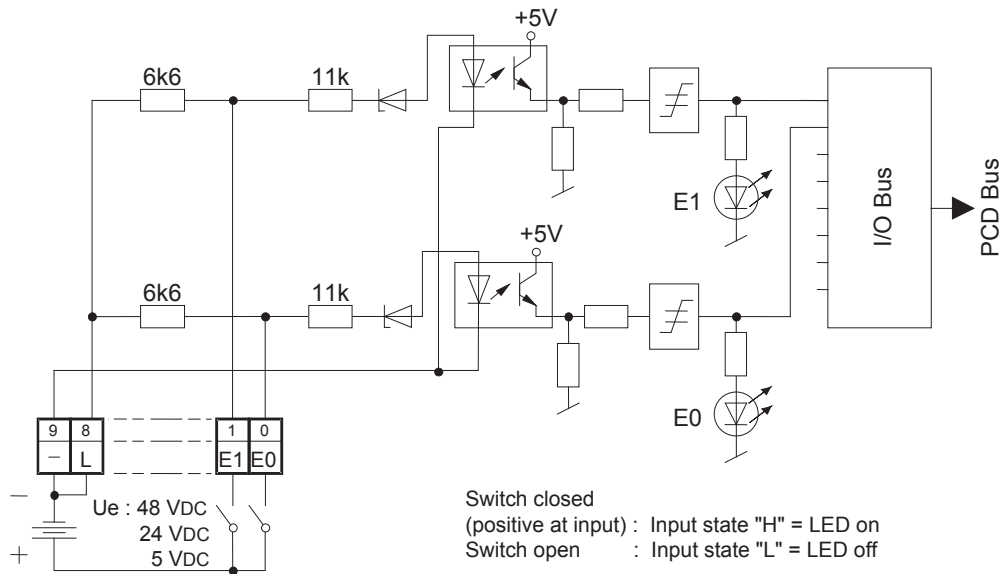 +5V
6k6
11k
E1
I/O Bus
PCD Bus
+5V
6k6
11k
E0
9 8 1 0
– L E1 E0
– Ue : 48 VDC
24 VDC
+ 5 VDC
Switch closed
(positive at input) : Input state "H" = LED on
Switch open : Input state "L" = LED off